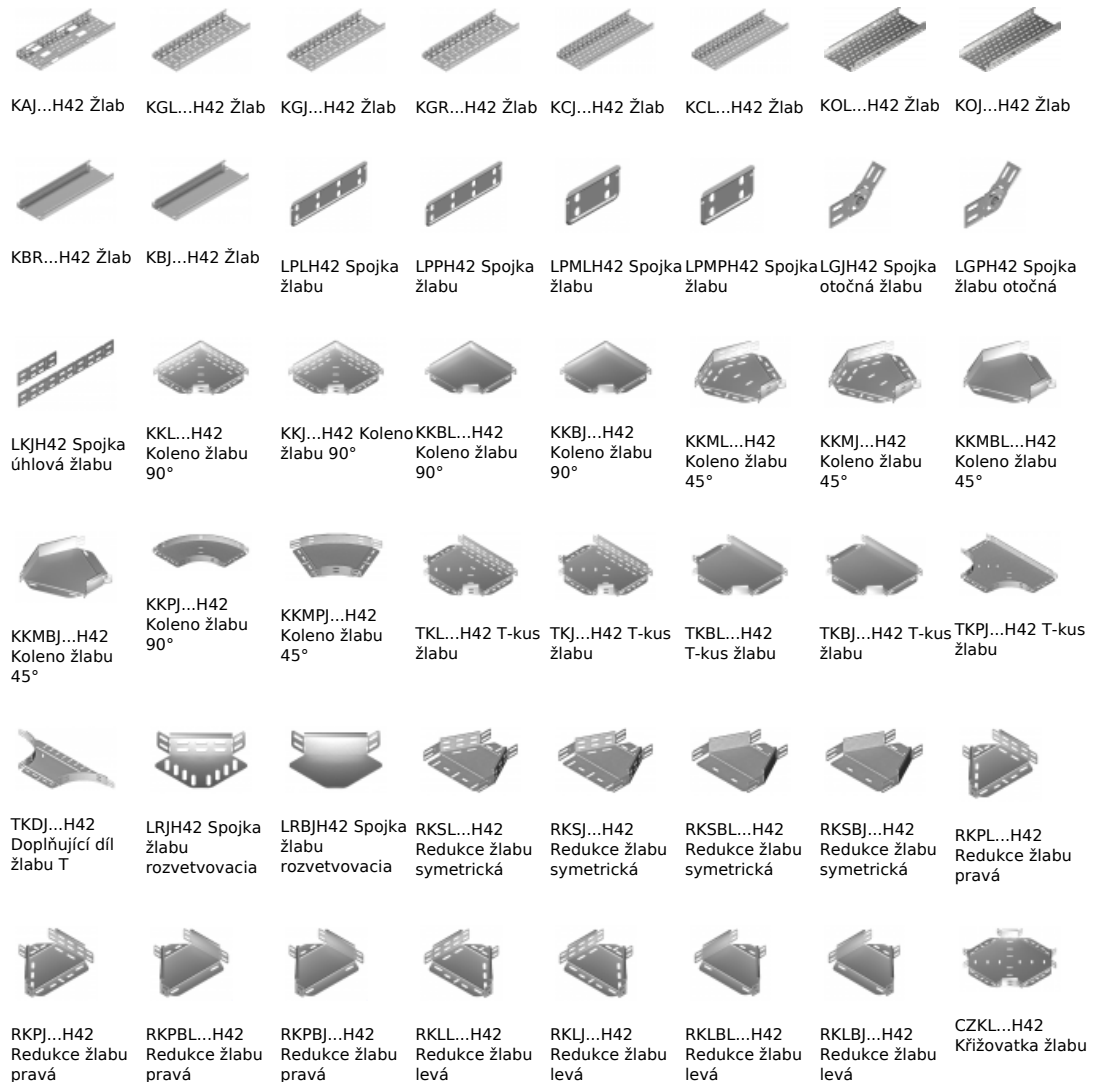 KAJ...H42 Žlab
KGL...H42 Žlab
KGJ...H42 Žlab
KGR...H42 Žlab
KCJ...H42 Žlab
KCL...H42 Žlab
KOL...H42 Žlab
KOJ...H42 Žlab
KBR...H42 Žlab
KBJ...H42 Žlab
LPLH42 Spojka
žlabu
LPPH42 Spojka
žlabu
LPMLH42 Spojka
žlabu
LPMPH42 Spojka
žlabu
LGJH42 Spojka
otočná žlabu
LGPH42 Spojka
žlabu otočná
LKJH42 Spojka
úhlová žlabu
KKL...H42
Koleno žlabu
90°
KKJ...H42 Koleno
žlabu 90°
KKBL...H42
Koleno žlabu
90°
KKBJ...H42
Koleno žlabu
90°
KKML...H42
Koleno žlabu
45°
KKMJ...H42
Koleno žlabu
45°
KKMBL...H42
Koleno žlabu
45°
KKMBJ...H42
Koleno žlabu
45°
KKPJ...H42
Koleno žlabu
90°
KKMPJ...H42
Koleno žlabu
45°
TKL...H42 T-kus
žlabu
TKJ...H42 T-kus
žlabu
TKBL...H42
T-kus žlabu
TKBJ...H42 T-kus
žlabu
TKPJ...H42 T-kus
žlabu
TKDJ...H42
Doplňující díl
žlabu T
LRJH42 Spojka
žlabu
rozvetvovacia
LRBJH42 Spojka
žlabu
rozvetvovacia
RKSL...H42
Redukce žlabu
symetrická
RKSJ...H42
Redukce žlabu
symetrická
RKSBL...H42
Redukce žlabu
symetrická
RKSBJ...H42
Redukce žlabu
symetrická
RKPL...H42
Redukce žlabu
pravá
RKPJ...H42
Redukce žlabu
pravá
RKPBL...H42
Redukce žlabu
pravá
RKPBJ...H42
Redukce žlabu
pravá
RKLL...H42
Redukce žlabu
levá
RKLJ...H42
Redukce žlabu
levá
RKLBL...H42
Redukce žlabu
levá
RKLBJ...H42
Redukce žlabu
levá
CZKL...H42
Křižovatka žlabu